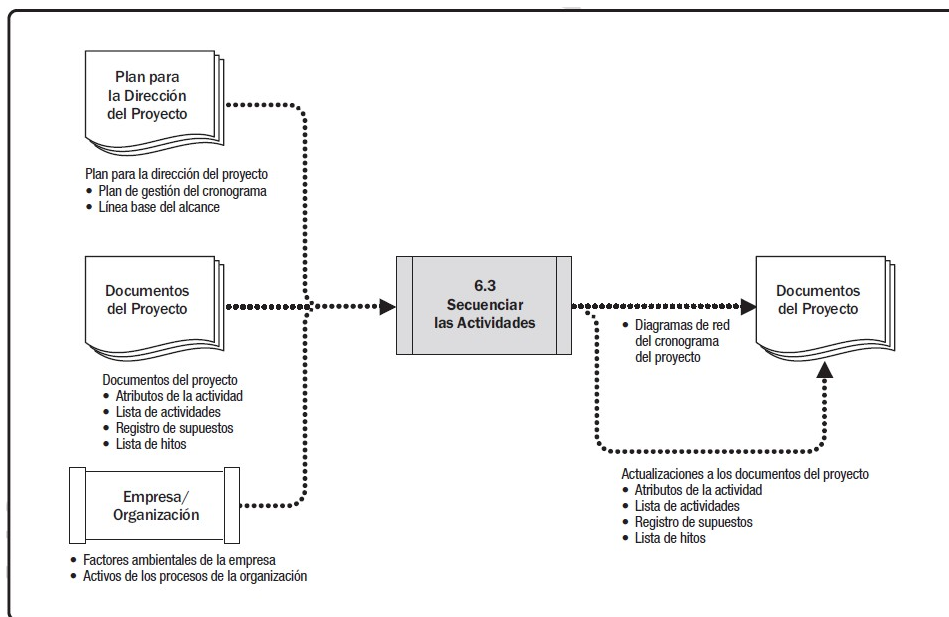 Plan para
la Dirección
del Proyecto
Plan para la dirección del proyecto
• Plan de gestión del cronograma
• Línea base del alcance
Documentos
del Proyecto
Documentos del proyecto
• Atributos de la actividad
• Lista de actividades
• Registro de supuestos
• Lista de hitos
Empresa/
Organización
• Factores ambientales de la empresa
• Activos de los procesos de la organización
6.3
Secuenciar
las Actividades
• Diagramas de red
del cronograma
del proyecto
Documentos
del Proyecto
Actualizaciones a los documentos del proyecto
• Atributos de la actividad
• Lista de actividades
• Registro de supuestos
• Lista de hitos